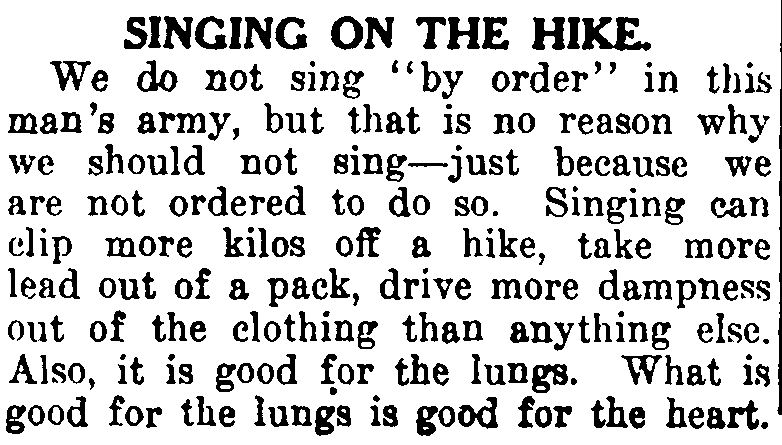 SINGING ON THE HIKE.
We do not sing "by order" in this
man's army, but that is no reason why
we should not sing—just because we
are not ordered to do so. Singing can
clip more kilos off a hike, take more
lead out of a pack, drive more dampness
out of the clothing than anything else.
Also, it is good for the lungs. What is
good for the lungs is good for the heart.